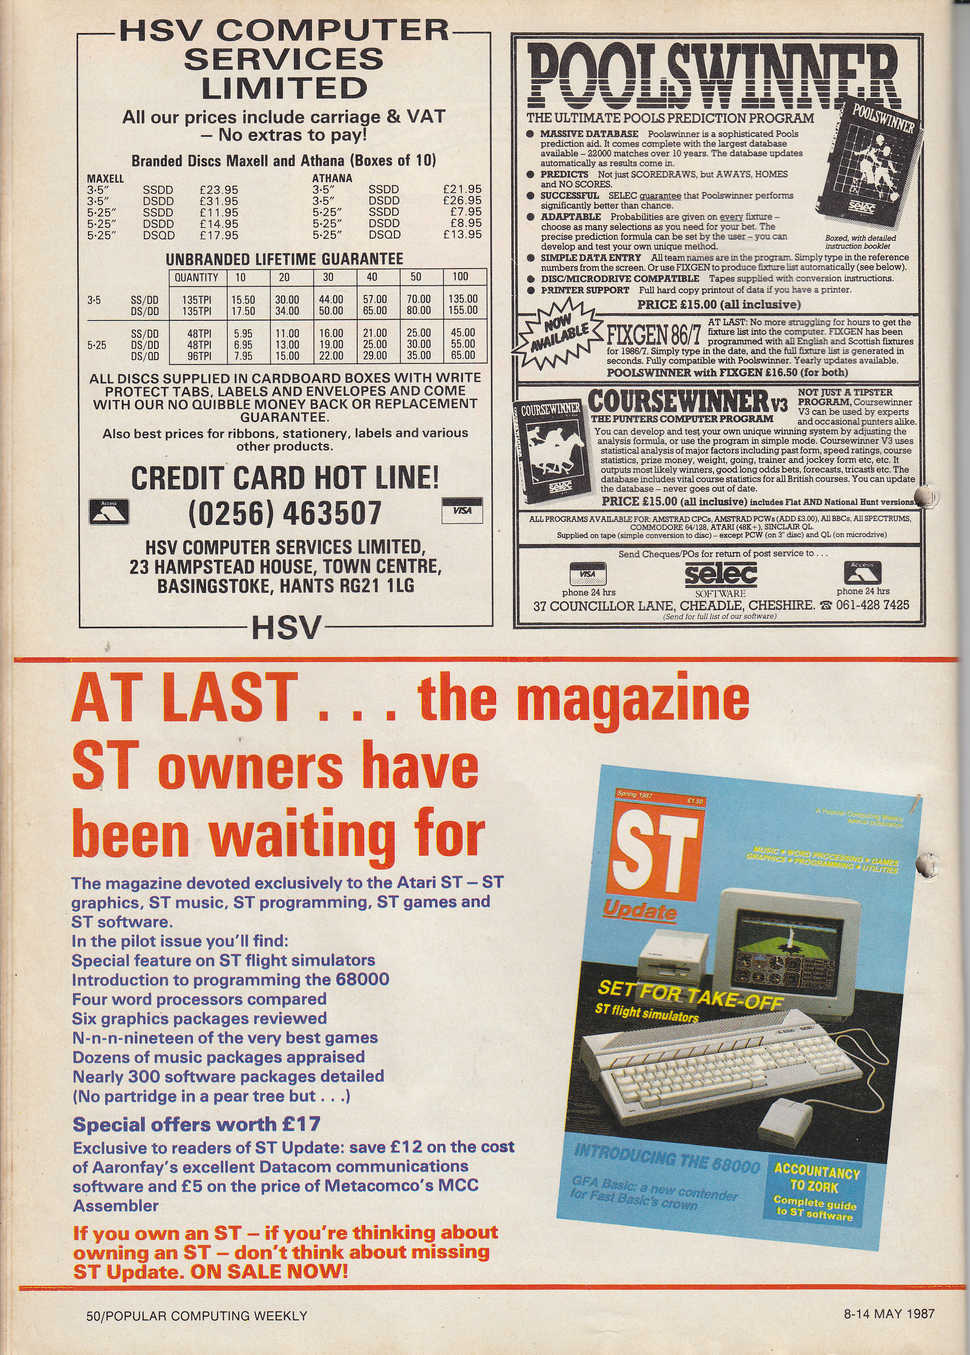 HSV COMPUTER
SERVICES
LIMITED
All our prices include carriage & VAT
– No extras to pay!
Branded Discs Maxell and Athana (Boxes of 10)
MAXELL ATHANA
3·5" SSDD £23.95 3·5" SSDD £21.95
3·5" DSDD £31.95 3·5" DSDD £26.95
5·25" SSDD £11.95 5·25" SSDD £7.95
5·25" DSDD £14.95 5·25" DSDD £8.95
5·25" DSQD £17.95 5·25" DSQD £13.95
UNBRANDED LIFETIME GUARANTEE
QUANTITY 10 20 30 40 50 100
3·5 SS/DD 135TPI 15.50 30.00 44.00 57.00 70.00 135.00
DS/DD 135TPI 17.50 34.00 50.00 65.00 80.00 155.00
SS/DD 48TPI 5.95 11.00 16.00 21.00 25.00 45.00
5·25 DS/DD 48TPI 6.95 13.00 19.00 25.00 30.00 55.00
DS/QD 96TPI 7.95 15.00 22.00 29.00 35.00 65.00
ALL DISCS SUPPLIED IN CARDBOARD BOXES WITH WRITE
PROTECT TABS, LABELS AND ENVELOPES AND COME
WITH OUR NO QUIBBLE MONEY BACK OR REPLACEMENT
GUARANTEE.
Also best prices for ribbons, stationery, labels and various
other products.
CREDIT CARD HOT LINE!
Access (0256) 463507 VISA
HSV COMPUTER SERVICES LIMITED,
23 HAMPSTEAD HOUSE, TOWN CENTRE,
BASINGSTOKE, HANTS RG21 1LG
HSV
POOLSWINNER
THE ULTIMATE POOLS PREDICTION PROGRAM
● MASSIVE DATABASE Poolswinner is a sophisticated Pools
prediction aid. It comes complete with the largest database
available – 22000 matches over 10 years. The database updates
automatically as results come in.
● PREDICTS Not just SCOREDRAWS, but AWAYS, HOMES
and NO SCORES.
● SUCCESSFUL SELEC guarantee that Poolswinner performs
significantly better than chance.
● ADAPTABLE Probabilities are given on every fixture –
choose as many selections as you need for your bet. The
precise prediction formula can be set by the user – you can
develop and test your own unique method.
● SIMPLE DATA ENTRY All team names are in the program. Simply type in the reference
numbers from the screen. Or use FIXGEN to produce fixture list automatically (see below).
● DISC/MICRODRIVE COMPATIBLE Tapes supplied with conversion instructions.
● PRINTER SUPPORT Full hard copy printout of data if you have a printer.
PRICE £15.00 (all inclusive)
POOLSWINNER
selec
Boxed, with detailed
instruction booklet
NOW
AVAILABLE
FIXGEN 86/7
AT LAST: No more struggling for hours to get the
fixture list into the computer. FIXGEN has been
programmed with all English and Scottish fixtures
for 1986/7. Simply type in the date, and the full fixture list is generated in
seconds. Fully compatible with Poolswinner. Yearly updates available.
POOLSWINNER with FIXGEN £16.50 (for both)
COURSEWINNER
selec
COURSEWINNER V3
THE PUNTERS COMPUTER PROGRAM
NOT JUST A TIPSTER
PROGRAM, Coursewinner
V3 can be used by experts
and occasional punters alike.
You can develop and test your own unique winning system by adjusting the
analysis formula, or use the program in simple mode. Coursewinner V3 uses
statistical analysis of major factors including past form, speed ratings, course
statistics, prize money, weight, going, trainer and jockey form etc, etc. It
outputs most likely winners, good long odds bets, forecasts, tricasts etc. The
database includes vital course statistics for all British courses. You can update
the database – never goes out of date.
PRICE £15.00 (all inclusive) includes Flat AND National Hunt versions.
ALL PROGRAMS AVAILABLE FOR: AMSTRAD CPCs, AMSTRAD PCWs (ADD £3.00), All BBCs, All SPECTRUMS,
COMMODORE 64/128, ATARI (48K+), SINCLAIR QL.
Supplied on tape (simple conversion to disc) – except PCW (on 3" disc) and QL (on microdrive)
Send Cheques/POs for return of post service to . . .
VISA
phone 24 hrs
selec
SOFTWARE
Access
phone 24 hrs
37 COUNCILLOR LANE, CHEADLE, CHESHIRE. ☎ 061-428 7425
(Send for full list of our software)
AT LAST . . . the magazine
ST owners have
been waiting for
The magazine devoted exclusively to the Atari ST – ST
graphics, ST music, ST programming, ST games and
ST software.
In the pilot issue you'll find:
Special feature on ST flight simulators
Introduction to programming the 68000
Four word processors compared
Six graphics packages reviewed
N-n-n-nineteen of the very best games
Dozens of music packages appraised
Nearly 300 software packages detailed
(No partridge in a pear tree but . . .)
Special offers worth £17
Exclusive to readers of ST Update: save £12 on the cost
of Aaronfay's excellent Datacom communications
software and £5 on the price of Metacomco's MCC
Assembler
If you own an ST – if you're thinking about
owning an ST – don't think about missing
ST Update. ON SALE NOW!
Spring 1987 £1.50
ST
Update
A Popular Computing Weekly
MUSIC ● WORD PROCESSING ● GAMES
GRAPHICS ● PROGRAMMING ● UTILITIES
SET FOR TAKE-OFF
ST flight simulators
INTRODUCING THE 68000
GFA Basic: a new contender
for Fast Basic's crown
ACCOUNTANCY
TO ZORK
Complete guide
to ST software
50/POPULAR COMPUTING WEEKLY
8-14 MAY 1987